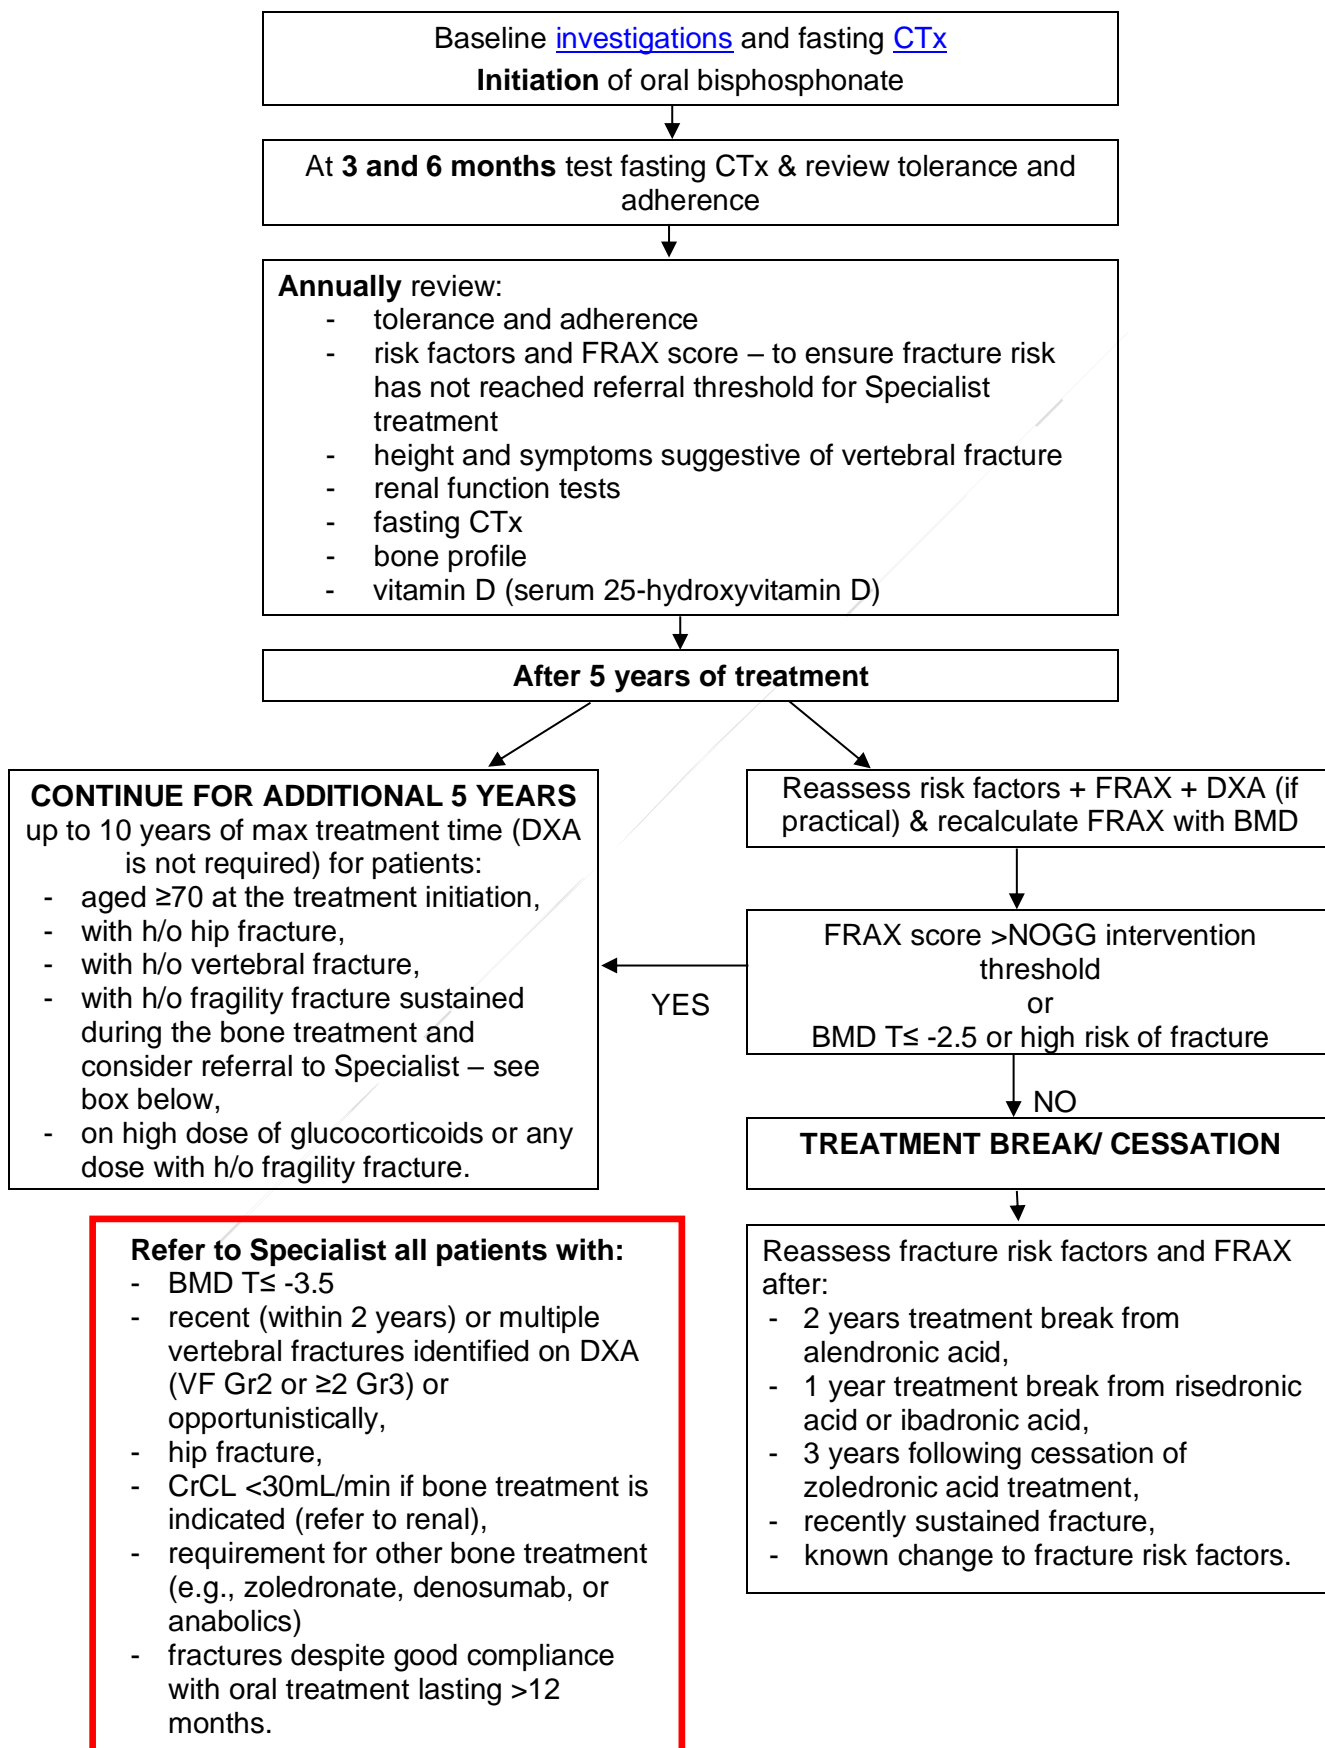 Baseline investigations and fasting CTx
Initiation of oral bisphosphonate
At 3 and 6 months test fasting CTx & review tolerance and
adherence
Annually review:
- tolerance and adherence
- risk factors and FRAX score – to ensure fracture risk
has not reached referral threshold for Specialist
treatment
- height and symptoms suggestive of vertebral fracture
- renal function tests
- fasting CTx
- bone profile
- vitamin D (serum 25-hydroxyvitamin D)
After 5 years of treatment
CONTINUE FOR ADDITIONAL 5 YEARS
up to 10 years of max treatment time (DXA
is not required) for patients:
- aged ≥70 at the treatment initiation,
- with h/o hip fracture,
- with h/o vertebral fracture,
- with h/o fragility fracture sustained
during the bone treatment and
consider referral to Specialist – see
box below,
- on high dose of glucocorticoids or any
dose with h/o fragility fracture.
Reassess risk factors + FRAX + DXA (if
practical) & recalculate FRAX with BMD
FRAX score >NOGG intervention
threshold
or
BMD T≤ -2.5 or high risk of fracture
YES
NO
TREATMENT BREAK/ CESSATION
Reassess fracture risk factors and FRAX
after:
- 2 years treatment break from
alendronic acid,
- 1 year treatment break from risedronic
acid or ibadronic acid,
- 3 years following cessation of
zoledronic acid treatment,
- recently sustained fracture,
- known change to fracture risk factors.
Refer to Specialist all patients with:
- BMD T≤ -3.5
- recent (within 2 years) or multiple
vertebral fractures identified on DXA
(VF Gr2 or ≥2 Gr3) or
opportunistically,
- hip fracture,
- CrCL <30mL/min if bone treatment is
indicated (refer to renal),
- requirement for other bone treatment
(e.g., zoledronate, denosumab, or
anabolics)
- fractures despite good compliance
with oral treatment lasting >12
months.